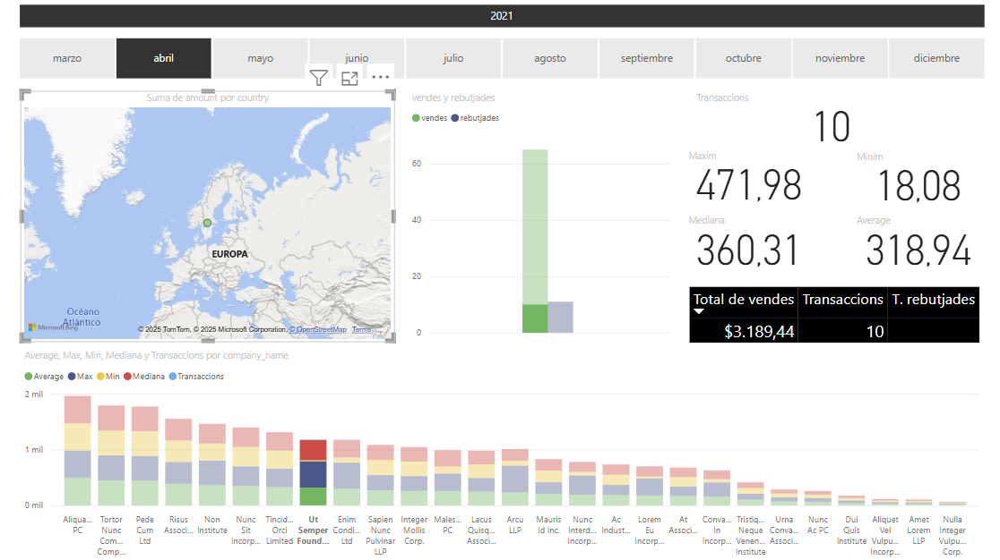 2021
marzo abril mayo junio julio agosto septiembre octubre noviembre diciembre
Suma de amount por country
EUROPA
Océano
Atlántico
Microsoft Bing
© 2025 TomTom, © 2025 Microsoft Corporation, © OpenStreetMap Terms
vendes y rebutjades
vendes rebutjades
60
40
20
0
Transaccions
10
Maxim Minim
471,98 18,08
Mediana Average
360,31 318,94
Total de vendes Transaccions T. rebutjades
$3.189,44 10
Average, Max, Min, Mediana y Transaccions por company_name
Average Max Min Mediana Transaccions
2 mil
1 mil
0 mil
Aliqua... PC
Tortor Nunc Com... Comp...
Pede Cum Ltd
Risus Associ...
Non Institute
Nunc Sit Incorp...
Tincid... Orci Limited
Ut Semper Found...
Enim Condi... Ltd
Sapien Nunc Pulvinar LLP
Integer Mollis Corp.
Males... PC
Lacus Quisq... Associ...
Arcu LLP
Mauris Id Inc.
Nunc Interd... Incorp...
Ac Indust...
Lorem Eu Incorp...
At Associ...
Conva... In Incorp...
Tristiq... Neque Venen... Institute
Urna Conva... Associ...
Nunc Ac PC
Dui Quis Institute
Aliquet Vel Vulpu... Incorp...
Amet Lorem LLP
Nulla Integer Vulpu... Corp.